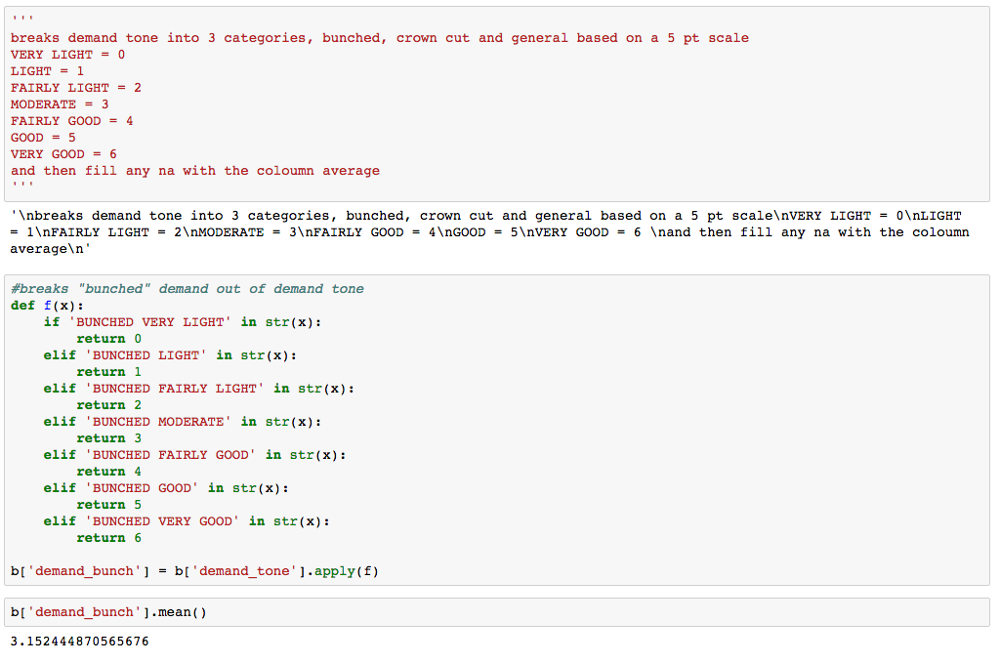 '''
breaks demand tone into 3 categories, bunched, crown cut and general based on a 5 pt scale
VERY LIGHT = 0
LIGHT = 1
FAIRLY LIGHT = 2
MODERATE = 3
FAIRLY GOOD = 4
GOOD = 5
VERY GOOD = 6
and then fill any na with the coloumn average
'''
'\nbreaks demand tone into 3 categories, bunched, crown cut and general based on a 5 pt scale\nVERY LIGHT = 0\nLIGHT
= 1\nFAIRLY LIGHT = 2\nMODERATE = 3\nFAIRLY GOOD = 4\nGOOD = 5\nVERY GOOD = 6 \nand then fill any na with the coloumn
average\n'
#breaks "bunched" demand out of demand tone
def f(x):
    if 'BUNCHED VERY LIGHT' in str(x):
        return 0
    elif 'BUNCHED LIGHT' in str(x):
        return 1
    elif 'BUNCHED FAIRLY LIGHT' in str(x):
        return 2
    elif 'BUNCHED MODERATE' in str(x):
        return 3
    elif 'BUNCHED FAIRLY GOOD' in str(x):
        return 4
    elif 'BUNCHED GOOD' in str(x):
        return 5
    elif 'BUNCHED VERY GOOD' in str(x):
        return 6
b['demand_bunch'] = b['demand_tone'].apply(f)
b['demand_bunch'].mean()
3.152444870565676